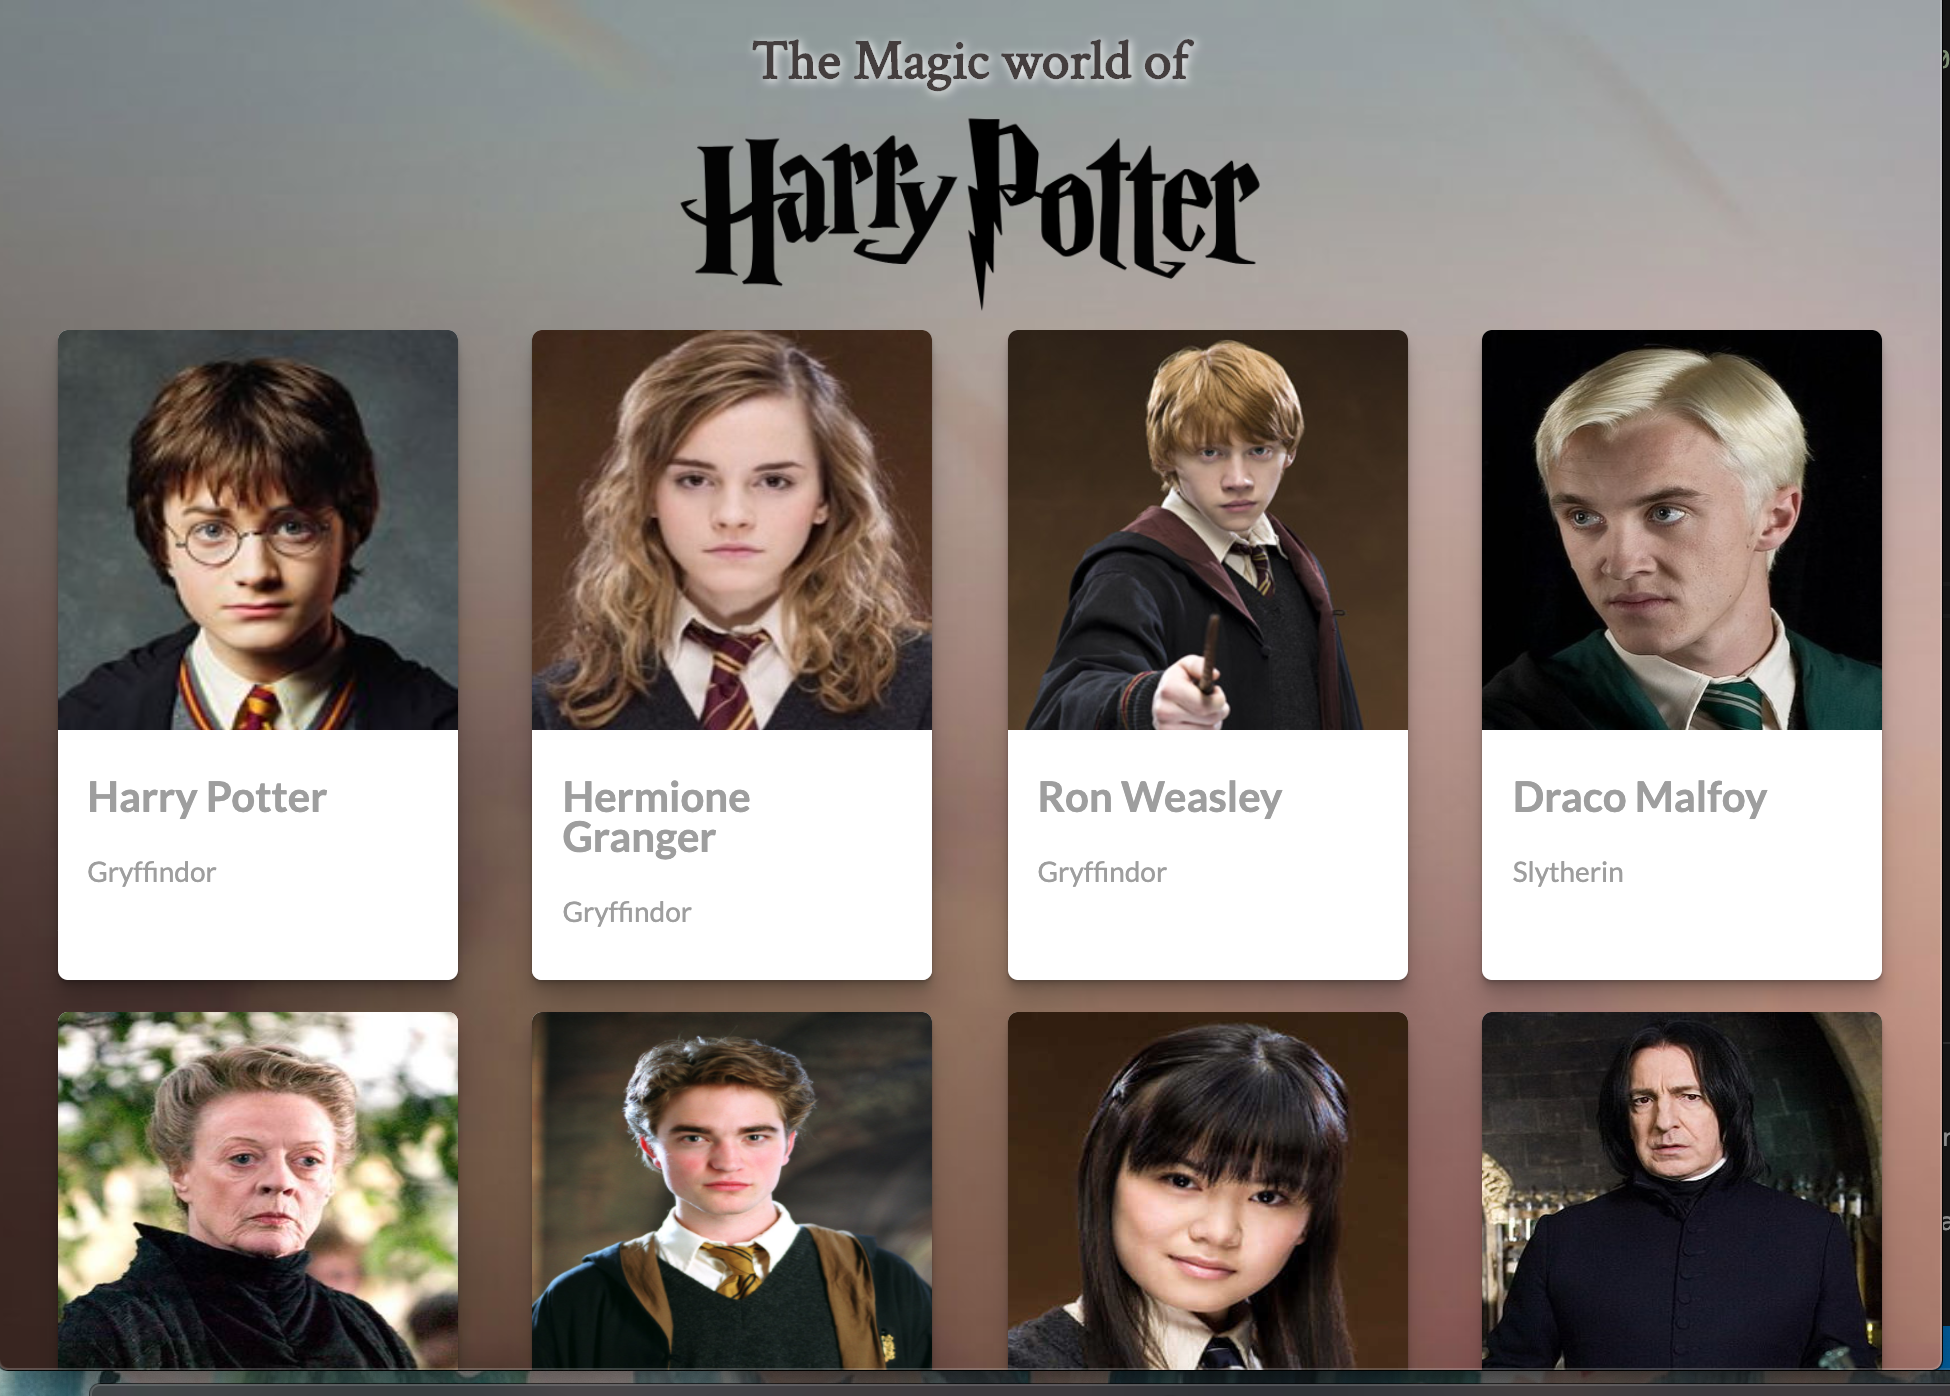 The Magic world of
Harry Potter
Harry Potter
Gryffindor
Hermione
Granger
Gryffindor
Ron Weasley
Gryffindor
Draco Malfoy
Slytherin